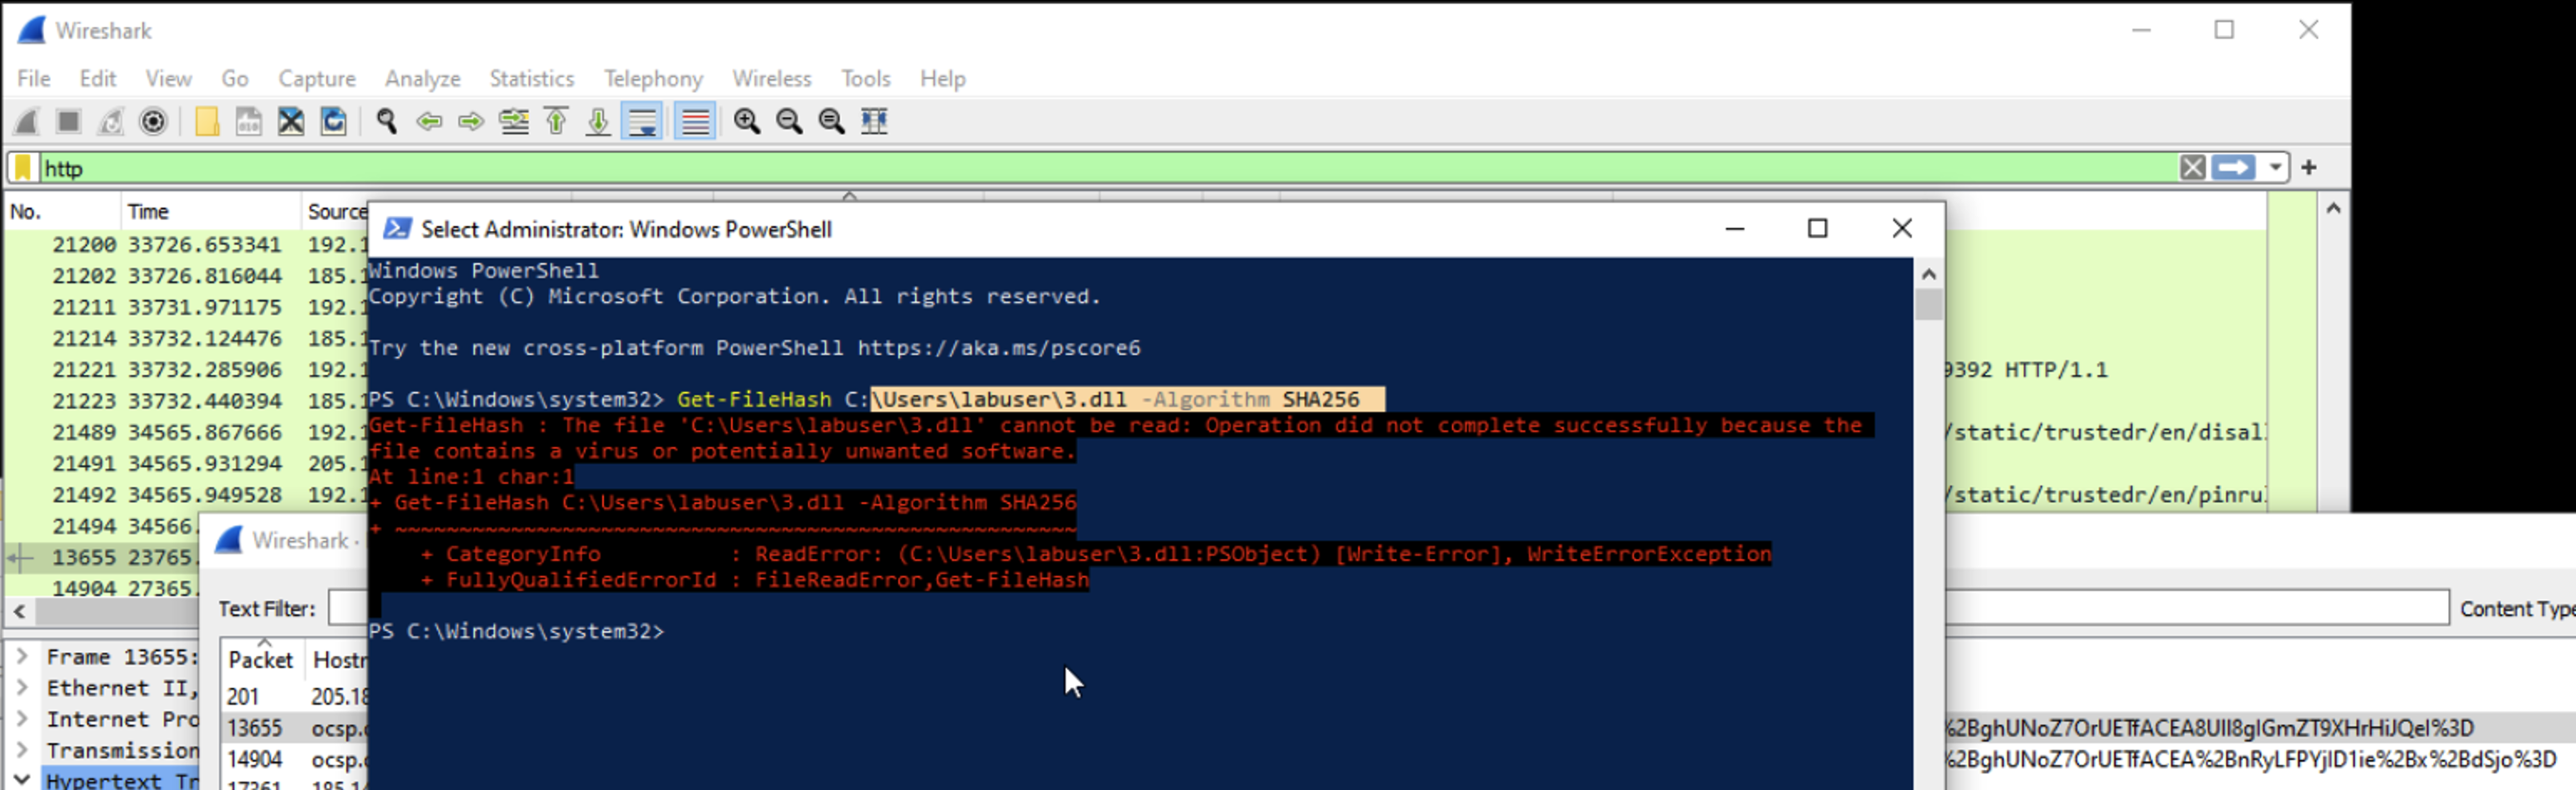 Wireshark
File Edit View Go Capture Analyze Statistics Telephony Wireless Tools Help
http
No. Time Source
21200 33726.653341 192.1
21202 33726.816044 185.1
21211 33731.971175 192.1
21214 33732.124476 185.1
21221 33732.285906 192.1
21223 33732.440394 185.1
21489 34565.867666 192.1
21491 34565.931294 205.1
21492 34565.949528 192.1
21494 34566.
13655 23765.
14904 27365.
9392 HTTP/1.1
/static/trustedr/en/disal
/static/trustedr/en/pinru
Select Administrator: Windows PowerShell
Windows PowerShell
Copyright (C) Microsoft Corporation. All rights reserved.
Try the new cross-platform PowerShell https://aka.ms/pscore6
PS C:\Windows\system32> Get-FileHash C:\Users\labuser\3.dll -Algorithm SHA256
Get-FileHash : The file 'C:\Users\labuser\3.dll' cannot be read: Operation did not complete successfully because the
file contains a virus or potentially unwanted software.
At line:1 char:1
+ Get-FileHash C:\Users\labuser\3.dll -Algorithm SHA256
+ ~~~~~~~~~~~~~~~~~~~~~~~~~~~~~~~~~~~~~~~~~~~~~~~~~~~~~
+ CategoryInfo : ReadError: (C:\Users\labuser\3.dll:PSObject) [Write-Error], WriteErrorException
+ FullyQualifiedErrorId : FileReadError,Get-FileHash
PS C:\Windows\system32>
Wireshark ·
Text Filter:
Content Type
Packet Hostn
201 205.18
13655 ocsp.
14904 ocsp.
%2BghUNoZ7OrUETfACEA8Ull8glGmZT9XHrHiJQeI%3D
%2BghUNoZ7OrUETfACEA%2BnRyLFPYjID1ie%2Bx%2BdSjo%3D
Frame 13655:
Ethernet II,
Internet Pro
Transmission
Hypertext Tr